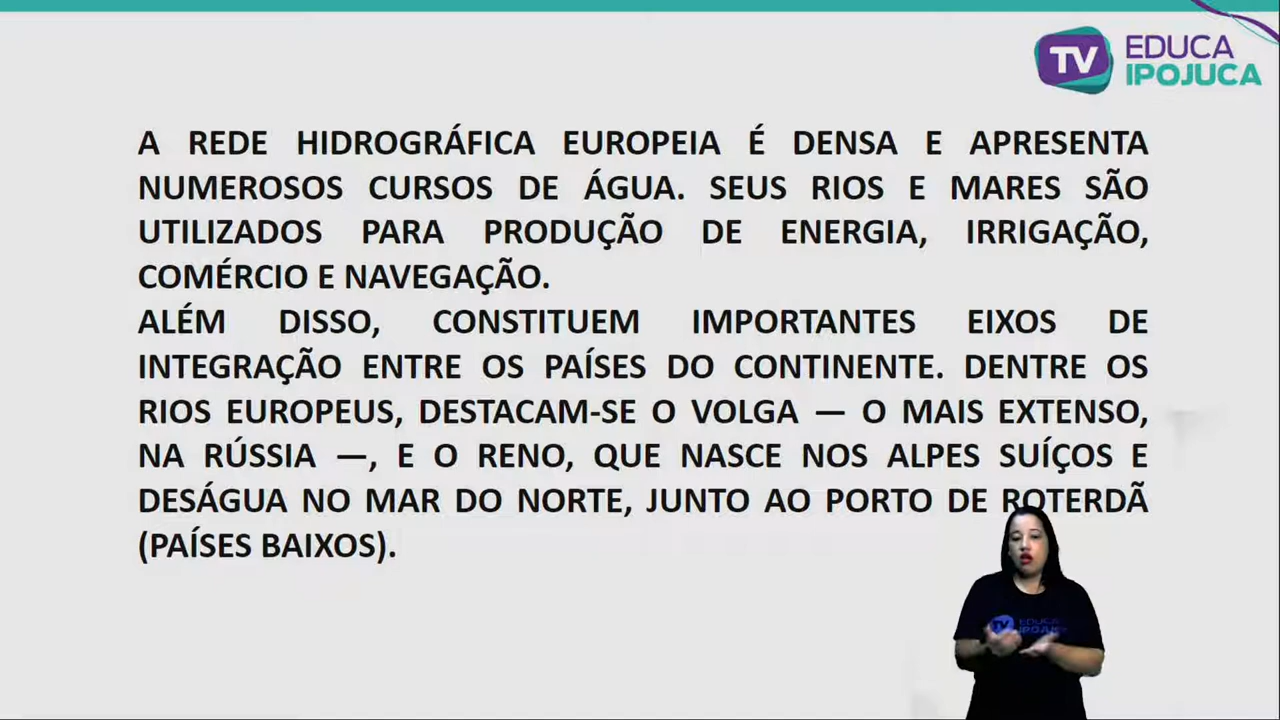 TV EDUCA
IPOJUCA
A REDE HIDROGRÁFICA EUROPEIA É DENSA E APRESENTA
NUMEROSOS CURSOS DE ÁGUA. SEUS RIOS E MARES SÃO
UTILIZADOS PARA PRODUÇÃO DE ENERGIA, IRRIGAÇÃO,
COMÉRCIO E NAVEGAÇÃO.
ALÉM DISSO, CONSTITUEM IMPORTANTES EIXOS DE
INTEGRAÇÃO ENTRE OS PAÍSES DO CONTINENTE. DENTRE OS
RIOS EUROPEUS, DESTACAM-SE O VOLGA — O MAIS EXTENSO,
NA RÚSSIA —, E O RENO, QUE NASCE NOS ALPES SUÍÇOS E
DESÁGUA NO MAR DO NORTE, JUNTO AO PORTO DE ROTERDÃ
(PAÍSES BAIXOS).
TV EDUCA
IPOJUCA